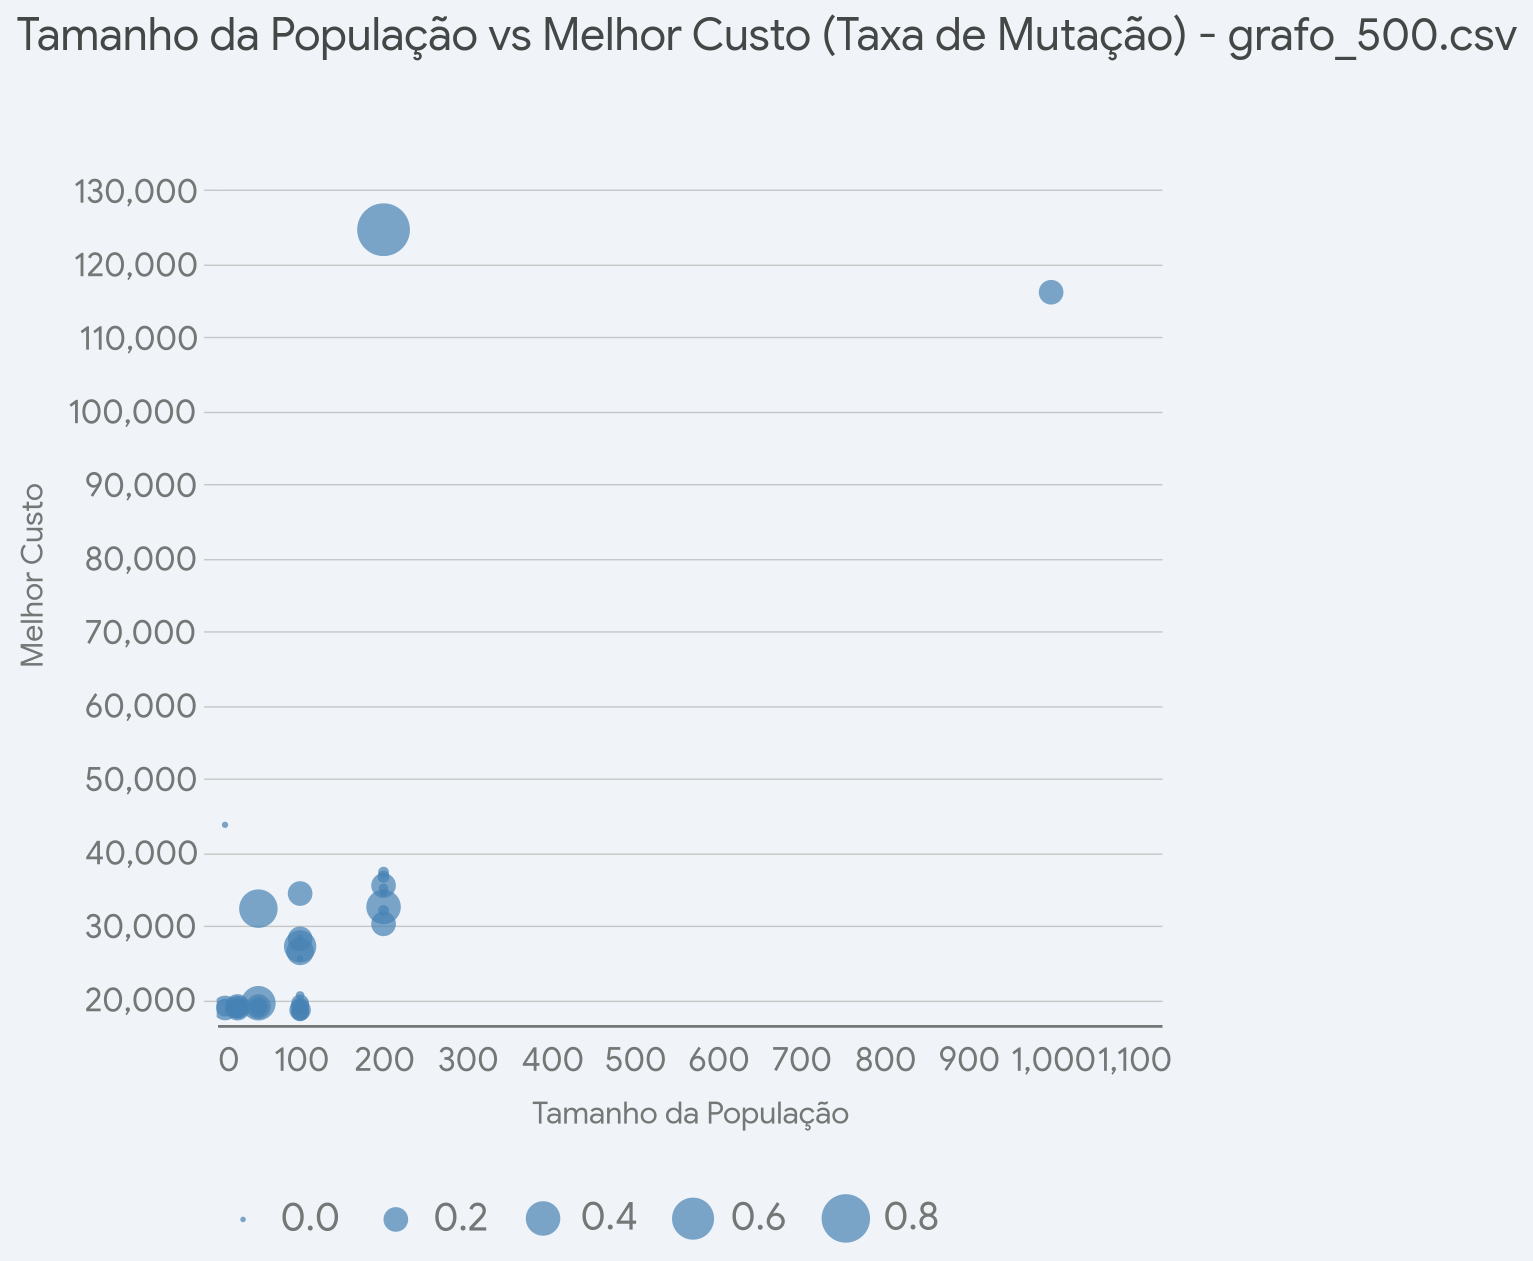 Tamanho da População vs Melhor Custo (Taxa de Mutação) - grafo_500.csv
130,000
120,000
110,000
100,000
90,000
80,000
70,000
60,000
50,000
40,000
30,000
20,000
Melhor Custo
0 100 200 300 400 500 600 700 800 900 1,000 1,100
Tamanho da População
0.0 0.2 0.4 0.6 0.8